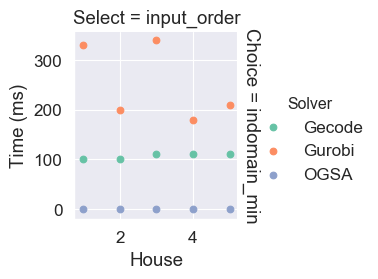 Select = input_order
Time (ms)
300
200
100
0
2
4
House
Choice = indomain_min
Solver
Gecode
Gurobi
OGSA